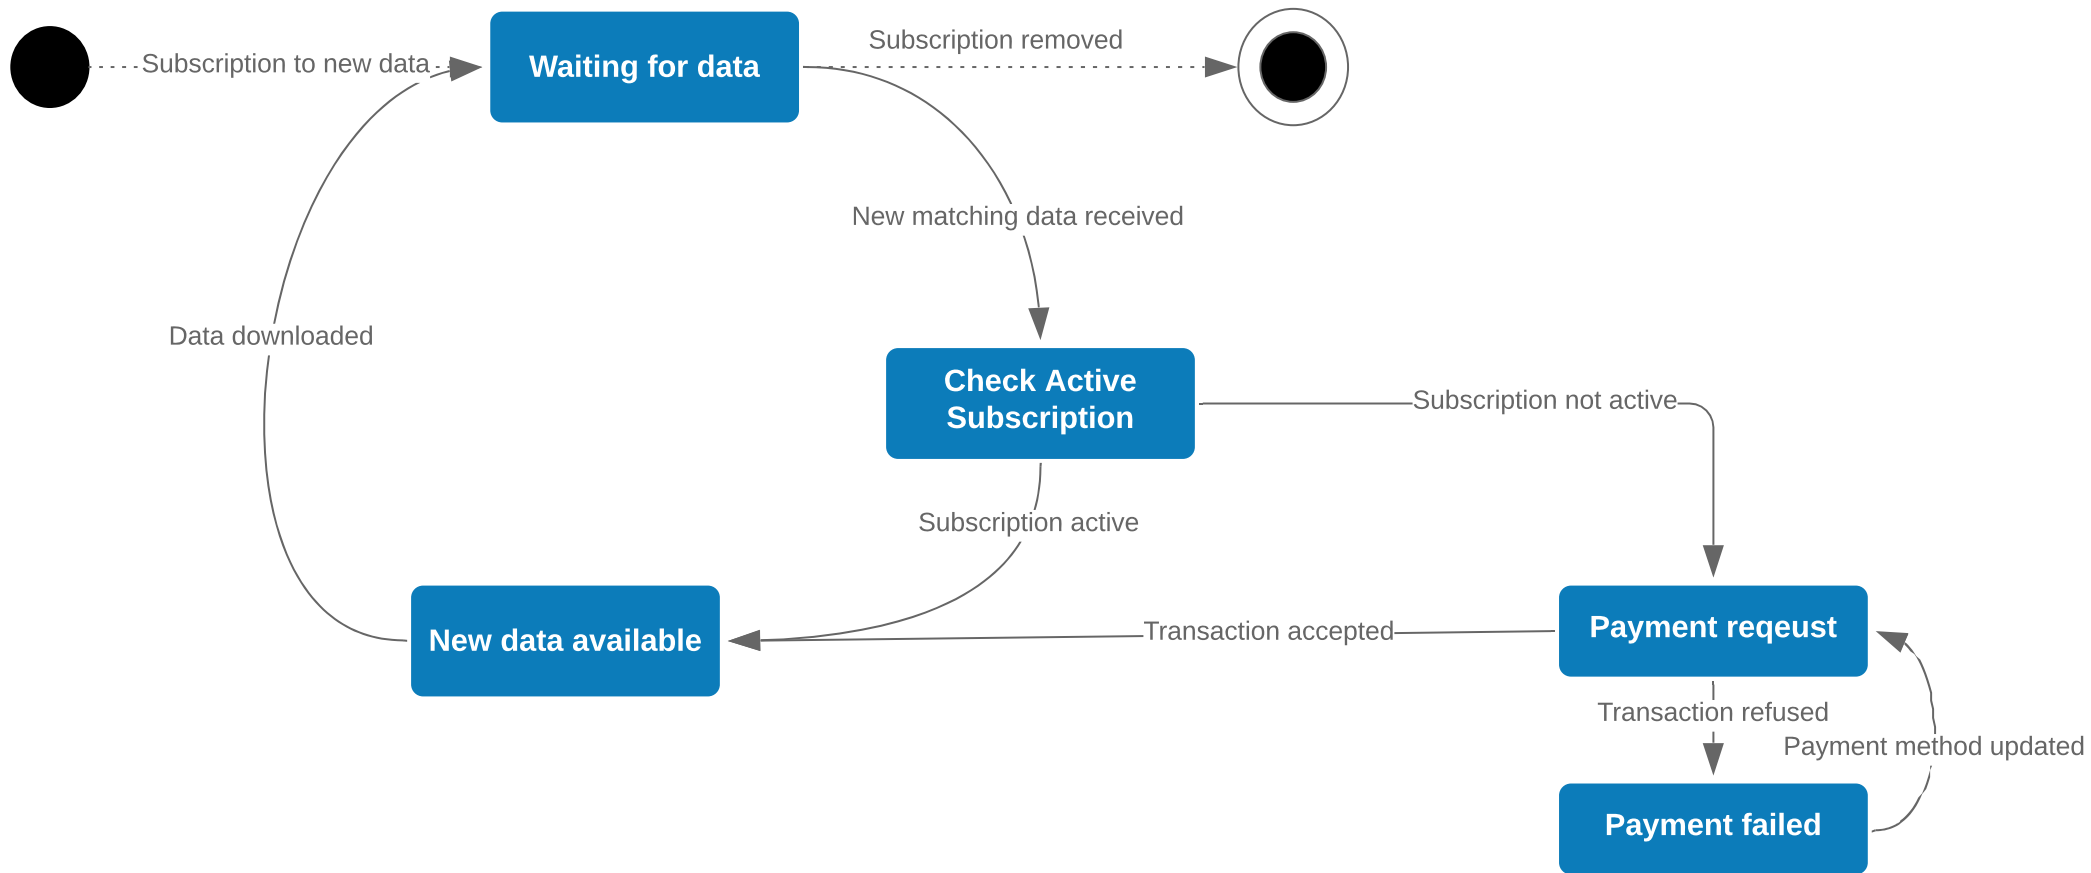 Subscription to new data
Waiting for data
Subscription removed
New matching data received
Data downloaded
Check Active
Subscription
Subscription not active
Subscription active
New data available
Transaction accepted
Payment reqeust
Transaction refused
Payment method updated
Payment failed